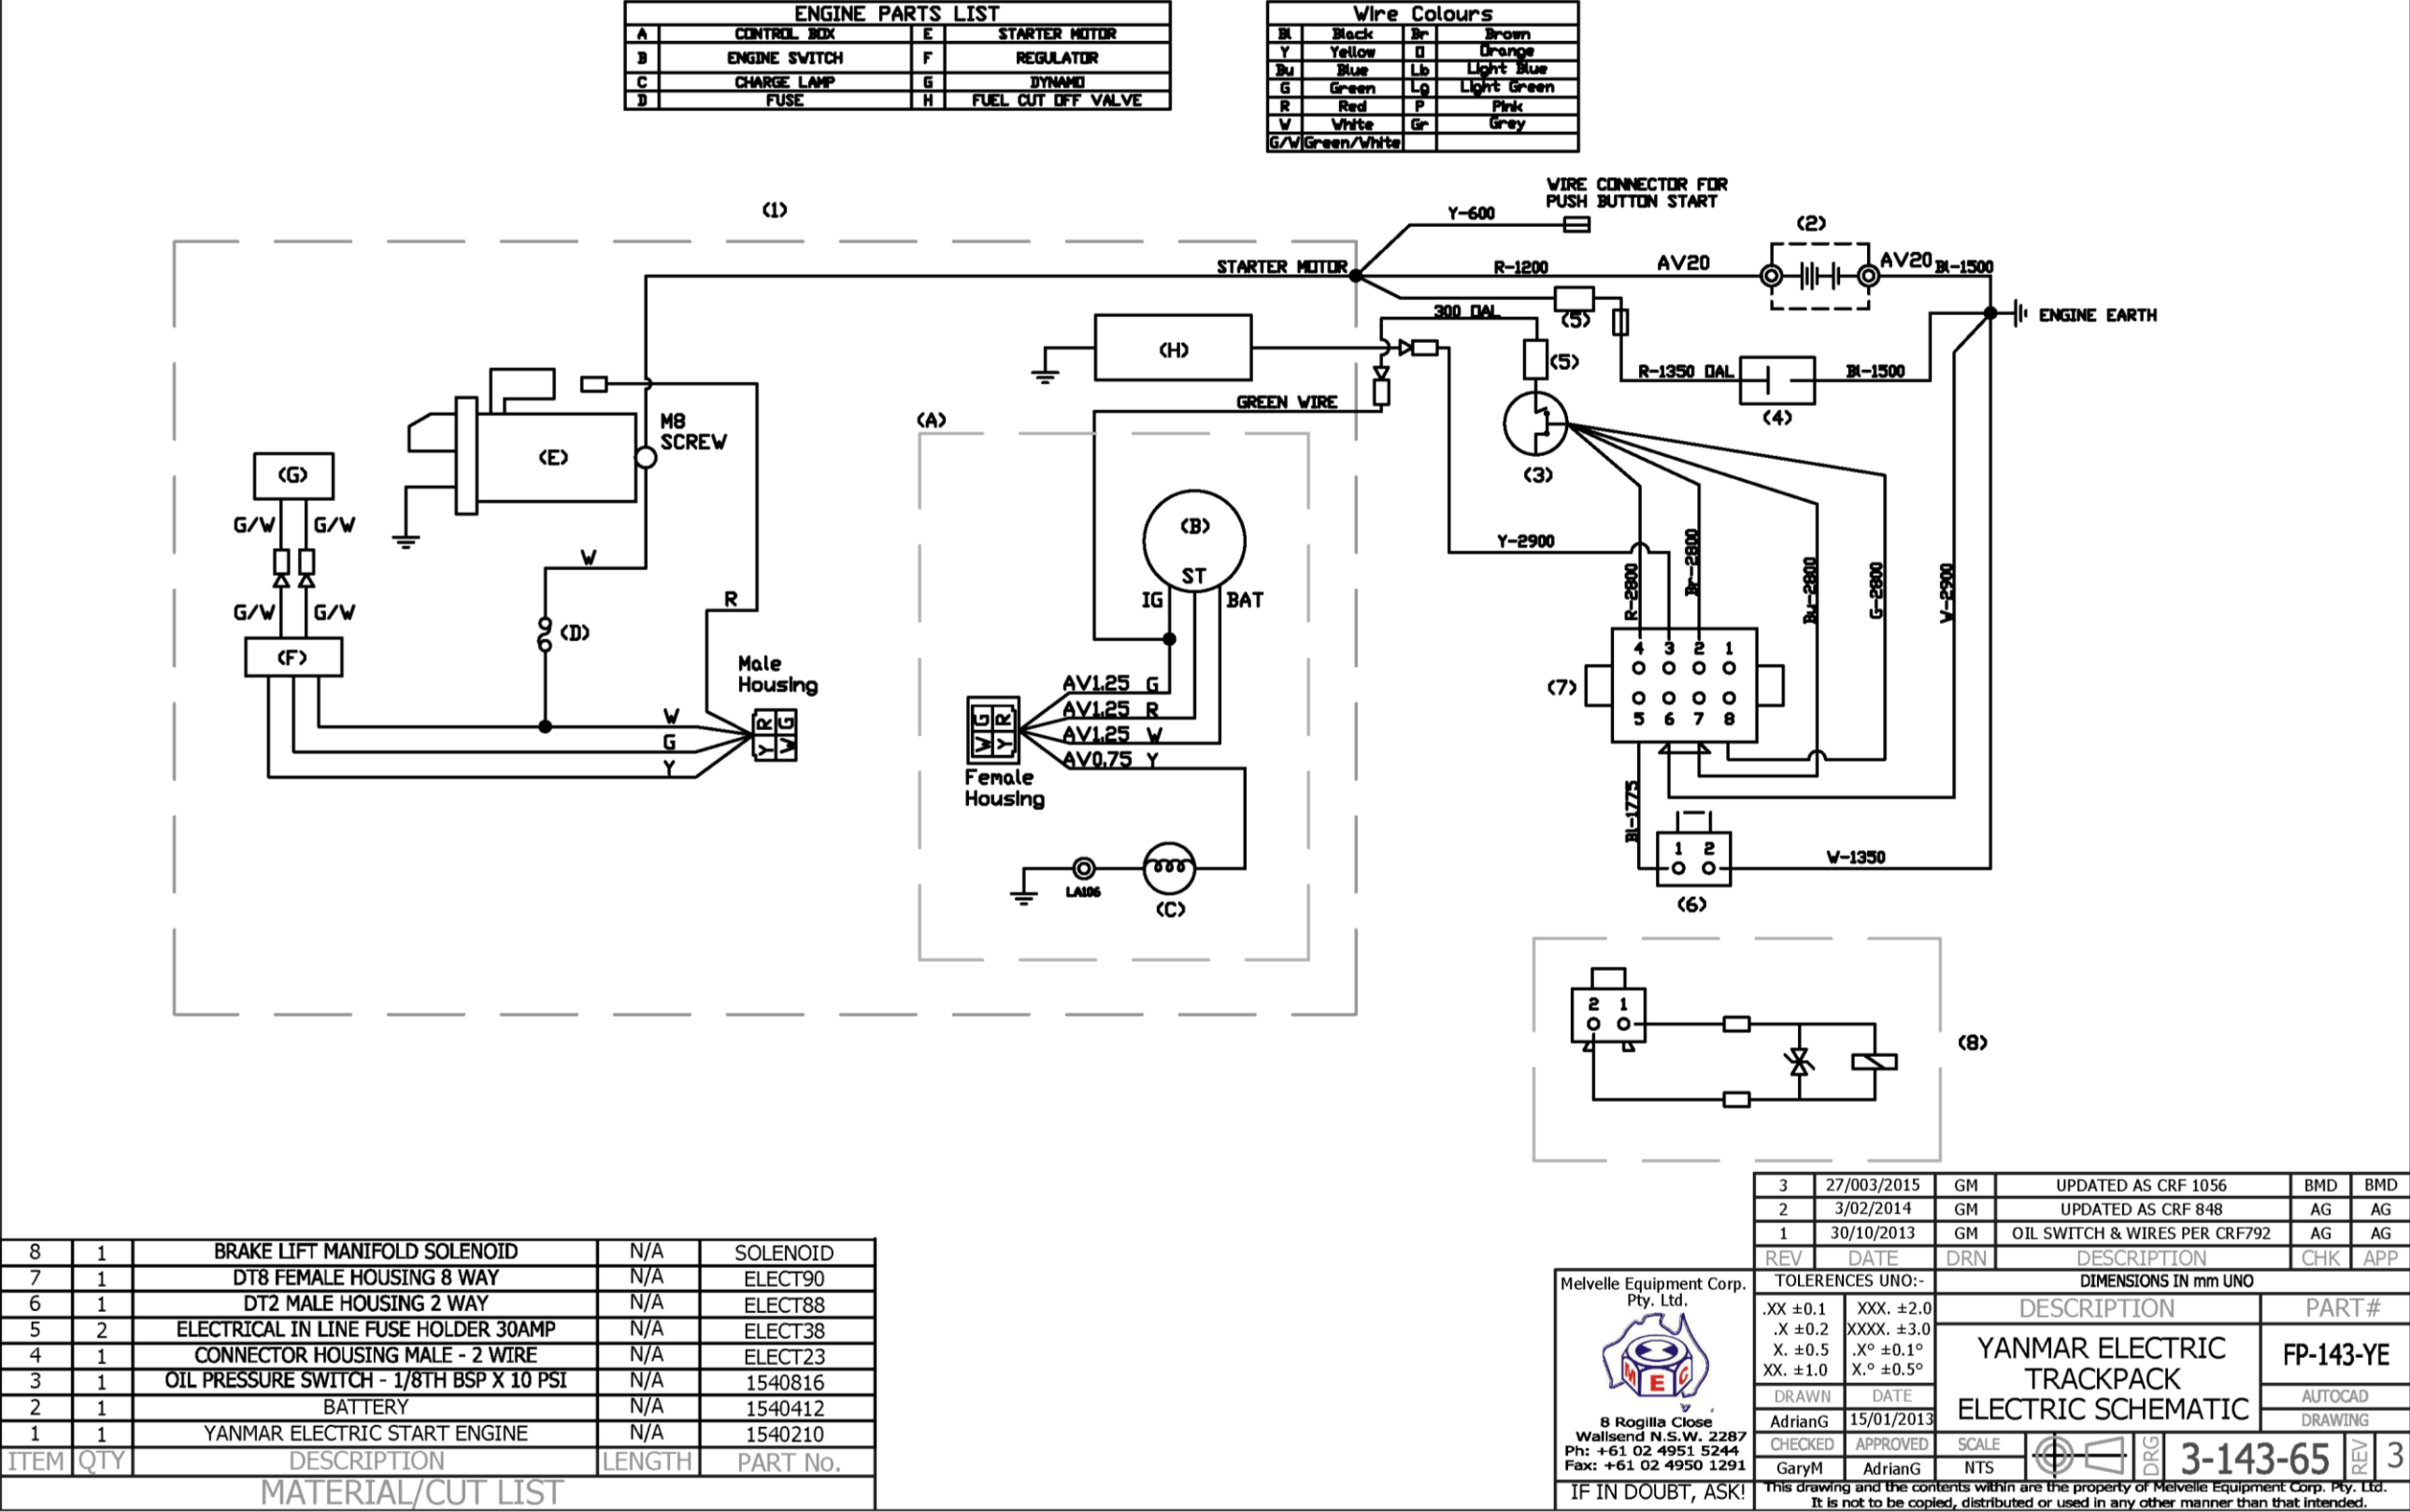 ENGINE PARTS LIST
A CONTROL BOX E STARTER MOTOR
B ENGINE SWITCH F REGULATOR
C CHARGE LAMP G DYNAMO
D FUSE H FUEL CUT OFF VALVE
Wire Colours
Bl Black Br Brown
Y Yellow O Orange
Bu Blue Lb Light Blue
G Green Lg Light Green
R Red P Pink
W White Gr Grey
G/W Green/White
(1)
WIRE CONNECTOR FOR
PUSH BUTTON START
Y-600
(2)
STARTER MOTOR
R-1200
AV20
AV20
Bl-1500
ENGINE EARTH
300 OAL
(5)
(H)
(5)
R-1350 OAL
Bl-1500
(4)
GREEN WIRE
(A)
M8
SCREW
(E)
(G)
(3)
G/W G/W
(B)
ST
IG BAT
W
Y-2900
R-2800
Br-2800
Bu-2800
G-2800
W-2900
R
G/W G/W
(D)
(F)
Male
Housing
4 3 2 1
(7)
5 6 7 8
AV1.25 G
AV1.25 R
AV1.25 W
AV0.75 Y
G R
W Y
Female
Housing
W
G
Y
R G
Y W
Bl-1775
1 2
W-1350
(6)
LA106
(C)
2 1
(8)
8 1 BRAKE LIFT MANIFOLD SOLENOID N/A SOLENOID
7 1 DT8 FEMALE HOUSING 8 WAY N/A ELECT90
6 1 DT2 MALE HOUSING 2 WAY N/A ELECT88
5 2 ELECTRICAL IN LINE FUSE HOLDER 30AMP N/A ELECT38
4 1 CONNECTOR HOUSING MALE - 2 WIRE N/A ELECT23
3 1 OIL PRESSURE SWITCH - 1/8TH BSP X 10 PSI N/A 1540816
2 1 BATTERY N/A 1540412
1 1 YANMAR ELECTRIC START ENGINE N/A 1540210
ITEM QTY DESCRIPTION LENGTH PART No.
MATERIAL/CUT LIST
3 27/003/2015 GM UPDATED AS CRF 1056 BMD BMD
2 3/02/2014 GM UPDATED AS CRF 848 AG AG
1 30/10/2013 GM OIL SWITCH & WIRES PER CRF792 AG AG
REV DATE DRN DESCRIPTION CHK APP
Melvelle Equipment Corp.
Pty. Ltd.
MEC
8 Rogilla Close
Wallsend N.S.W. 2287
Ph: +61 02 4951 5244
Fax: +61 02 4950 1291
IF IN DOUBT, ASK!
TOLERENCES UNO:- DIMENSIONS IN mm UNO
.XX ±0.1 XXX. ±2.0
.X ±0.2 XXXX. ±3.0
X. ±0.5 .X° ±0.1°
XX. ±1.0 X.° ±0.5°
DESCRIPTION PART#
YANMAR ELECTRIC
TRACKPACK
ELECTRIC SCHEMATIC
FP-143-YE
AUTOCAD
DRAWING
DRAWN DATE
AdrianG 15/01/2013
CHECKED APPROVED SCALE
GaryM AdrianG NTS
DRG 3-143-65 REV 3
This drawing and the contents within are the property of Melvelle Equipment Corp. Pty. Ltd.
It is not to be copied, distributed or used in any other manner than that intended.